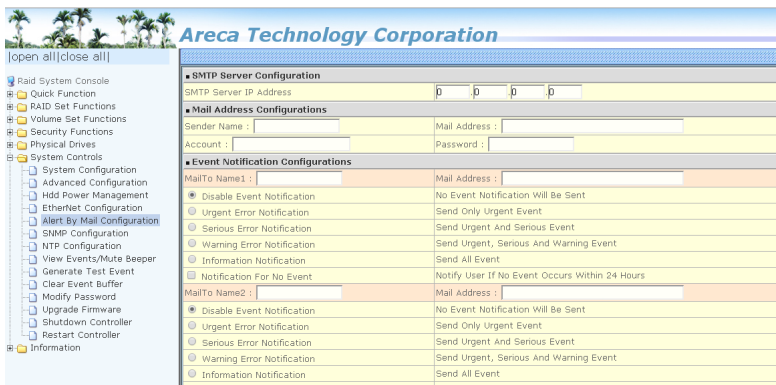 Areca Technology Corporation
|open all|close all|
Raid System Console
Quick Function
RAID Set Functions
Volume Set Functions
Security Functions
Physical Drives
System Controls
System Configuration
Advanced Configuration
Hdd Power Management
EtherNet Configuration
Alert By Mail Configuration
SNMP Configuration
NTP Configuration
View Events/Mute Beeper
Generate Test Event
Clear Event Buffer
Modify Password
Upgrade Firmware
Shutdown Controller
Restart Controller
Information
SMTP Server Configuration
SMTP Server IP Address 0 .0 .0 .0
Mail Address Configurations
Sender Name : Mail Address :
Account : Password :
Event Notification Configurations
MailTo Name1 : Mail Address :
Disable Event Notification No Event Notification Will Be Sent
Urgent Error Notification Send Only Urgent Event
Serious Error Notification Send Urgent And Serious Event
Warning Error Notification Send Urgent, Serious And Warning Event
Information Notification Send All Event
Notification For No Event Notify User If No Event Occurs Within 24 Hours
MailTo Name2 : Mail Address :
Disable Event Notification No Event Notification Will Be Sent
Urgent Error Notification Send Only Urgent Event
Serious Error Notification Send Urgent And Serious Event
Warning Error Notification Send Urgent, Serious And Warning Event
Information Notification Send All Event